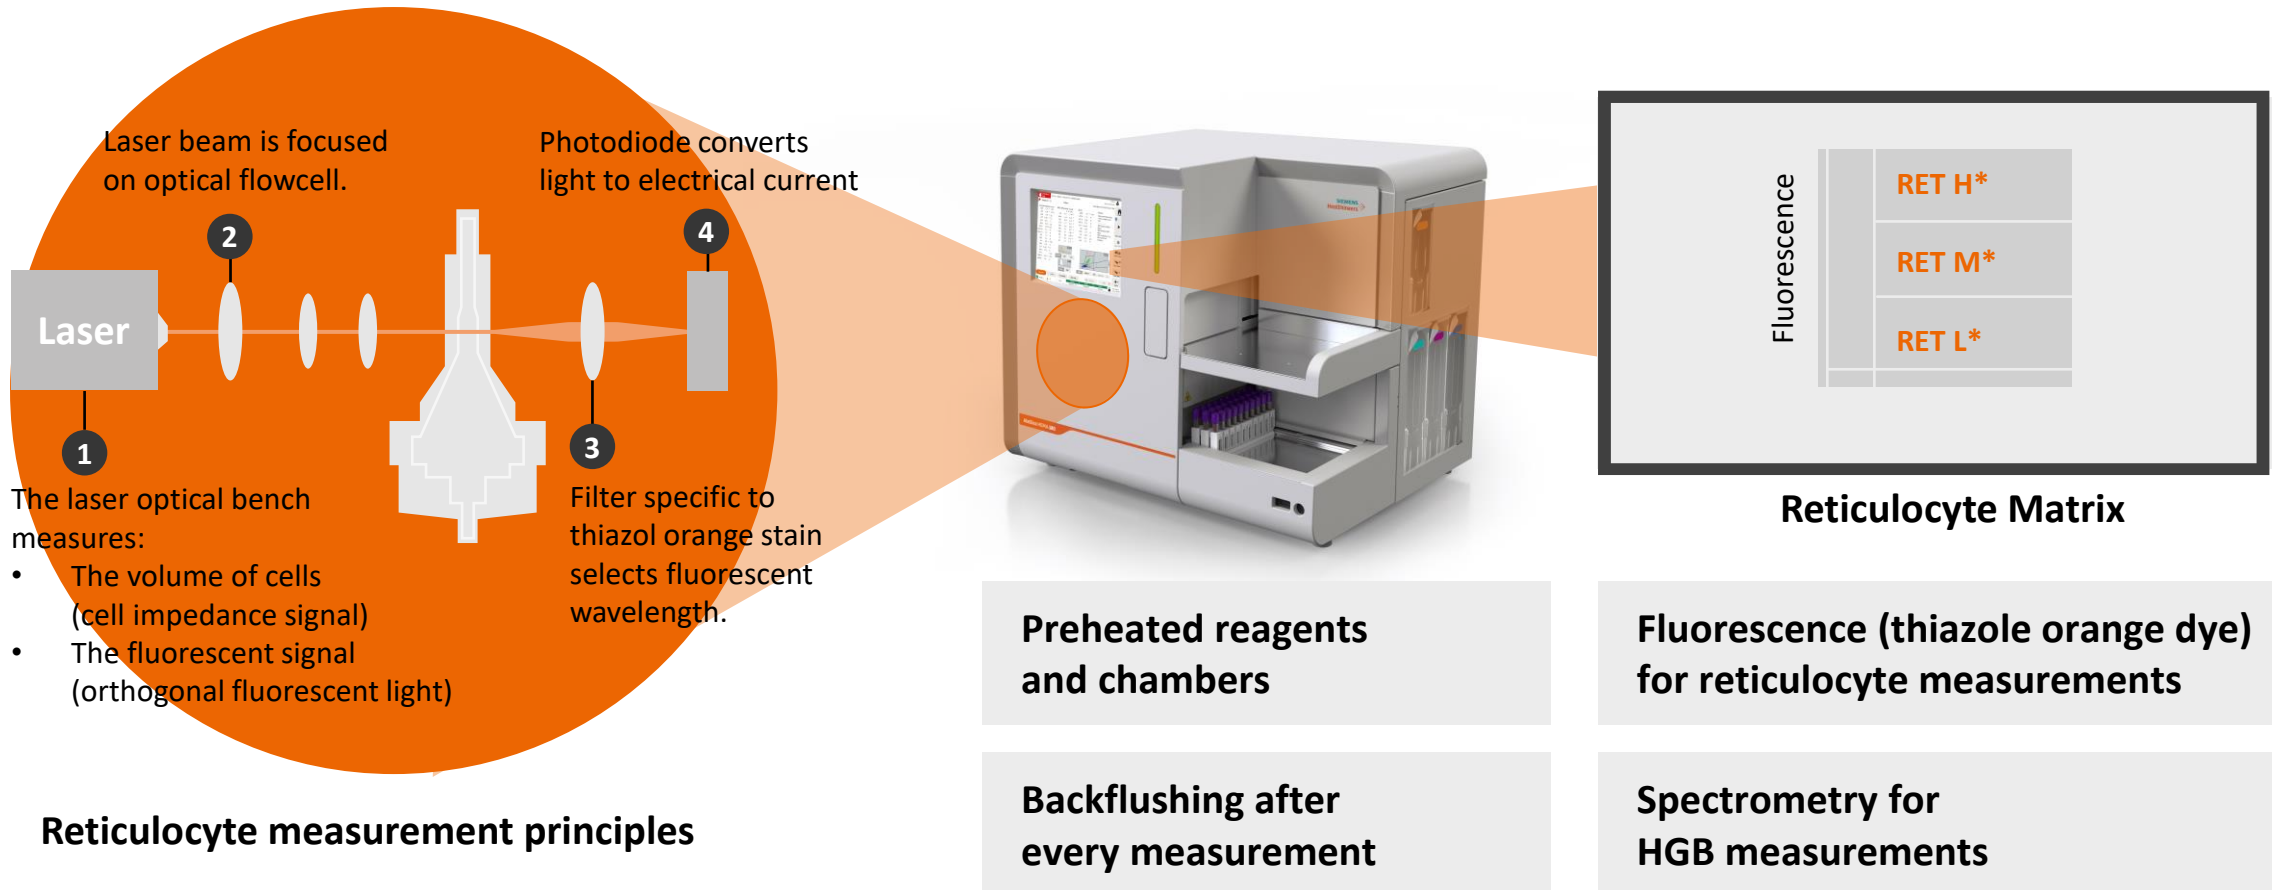 Laser beam is focused
on optical flowcell.
Photodiode converts
light to electrical current
2
4
Laser
1
3
The laser optical bench
measures:
• The volume of cells
(cell impedance signal)
• The fluorescent signal
(orthogonal fluorescent light)
Filter specific to
thiazol orange stain
selects fluorescent
wavelength.
Reticulocyte measurement principles
SIEMENS
Healthineers
Fluorescence
RET H*
RET M*
RET L*
Reticulocyte Matrix
Preheated reagents
and chambers
Fluorescence (thiazole orange dye)
for reticulocyte measurements
Backflushing after
every measurement
Spectrometry for
HGB measurements